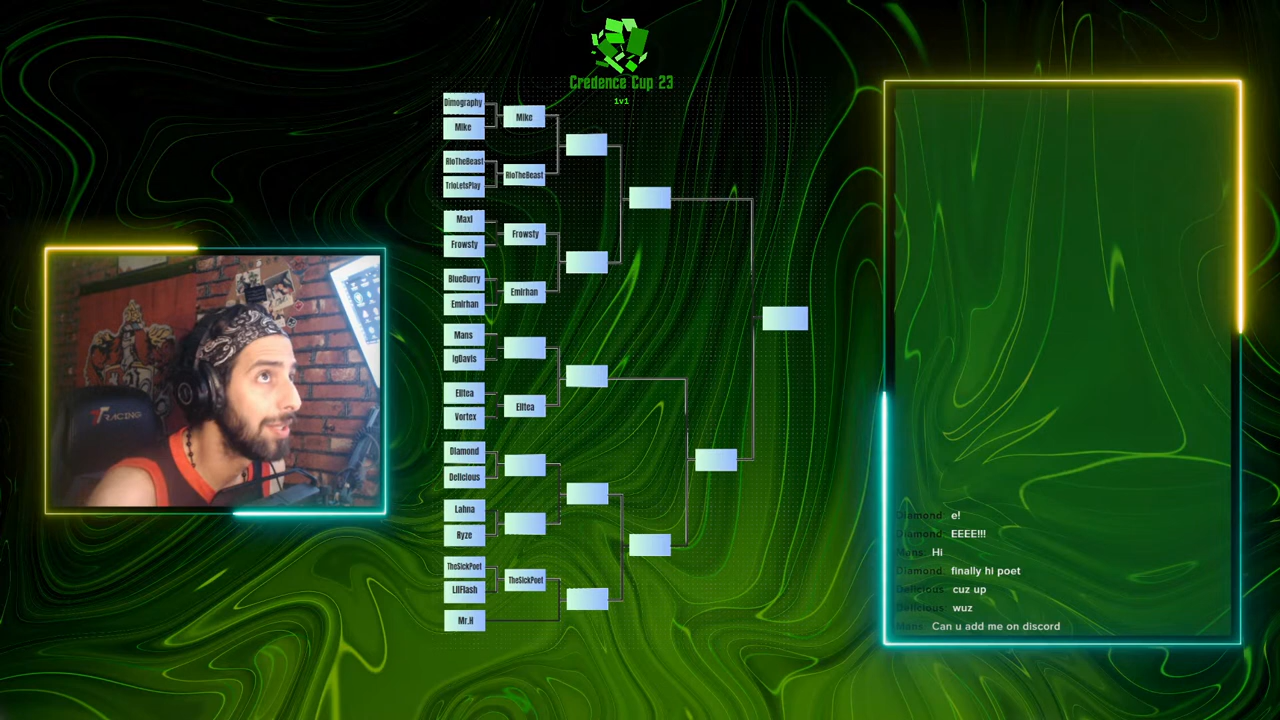 Credence Cup 23
1v1
Dimography
Mike
Mike
RioTheBeast
TrioLetsPlay
RioTheBeast
Maxi
Frowsty
Frowsty
BlueBurry
Emirhan
Emirhan
Mans
IgDavis
Elitea
Vortex
Elitea
Diamond
Delicious
Lahna
Ryze
TheSickPoet
LilFlash
TheSickPoet
Mr.H
T RACING
Diamond e!
Diamond EEEE!!!
Mans Hi
Diamond finally hi poet
Delicious cuz up
Delicious wuz
Mans Can u add me on discord